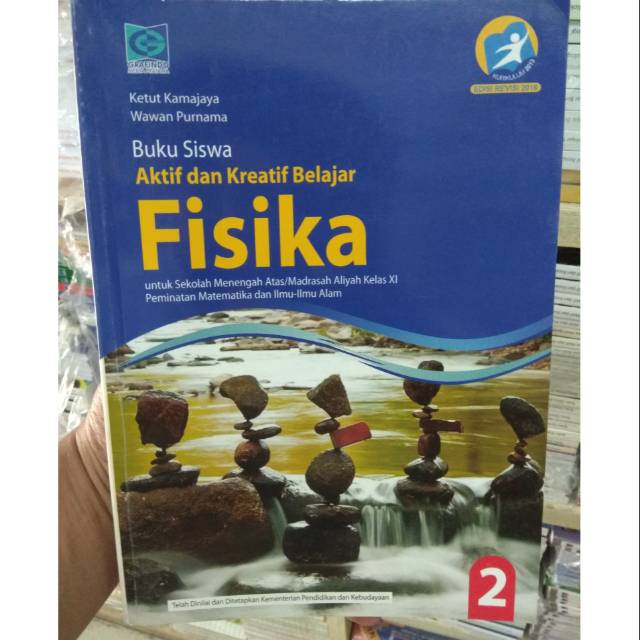 GRASINDO
KURIKULUM 2013
EDISI REVISI 2016
Ketut Kamajaya
Wawan Purnama
Buku Siswa
Aktif dan Kreatif Belajar
Fisika
untuk Sekolah Menengah Atas/Madrasah Aliyah Kelas XI
Peminatan Matematika dan Ilmu-Ilmu Alam
2
Telah Dinilai dan Ditetapkan Kementerian Pendidikan dan Kebudayaan